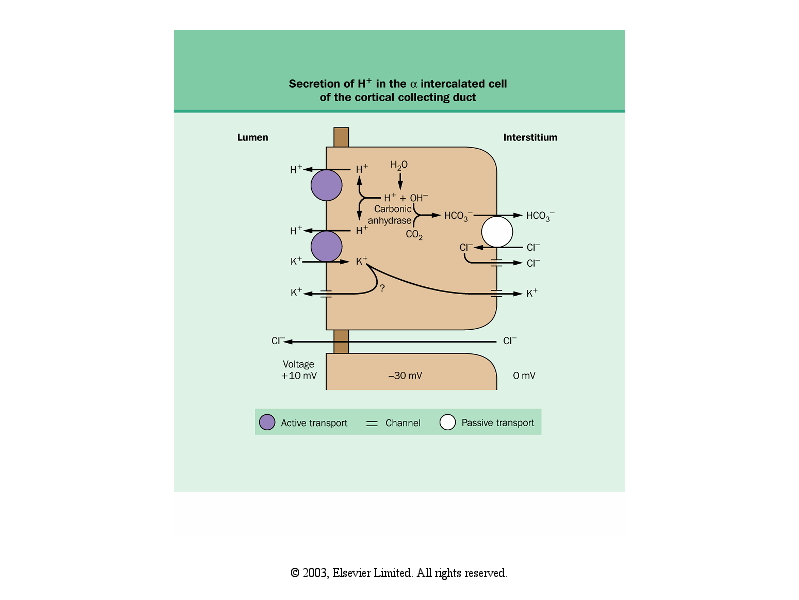 Secretion of H+ in the α intercalated cell
of the cortical collecting duct
Lumen
Interstitium
H+
H+
H2O
H+ + OH−
Carbonic
anhydrase
HCO3−
HCO3−
CO2
H+
H+
Cl−
Cl−
K+
K+
Cl−
K+
?
K+
Cl−
Cl−
Voltage
+10 mV
−30 mV
0 mV
Active transport
Channel
Passive transport
© 2003, Elsevier Limited. All rights reserved.